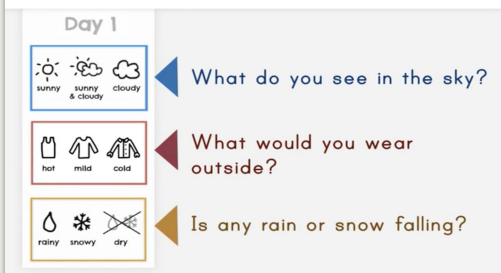 Day 1
sunny sunny cloudy
& cloudy
What do you see in the sky?
hot mild cold
What would you wear
outside?
rainy snowy dry
Is any rain or snow falling?